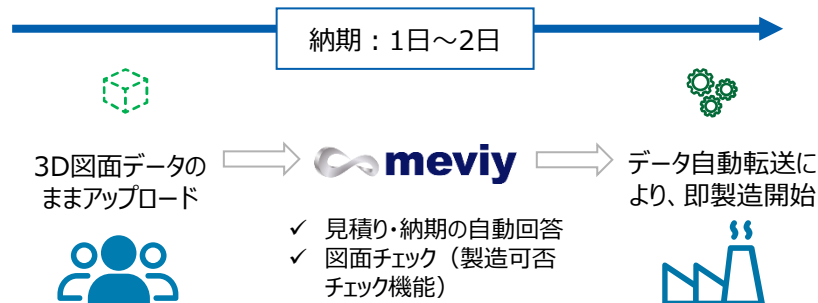 納期：1日～2日
3D図面データの
ままアップロード
meviy
データ自動転送に
より、即製造開始
✓ 見積り・納期の自動回答
✓ 図面チェック（製造可否
チェック機能）